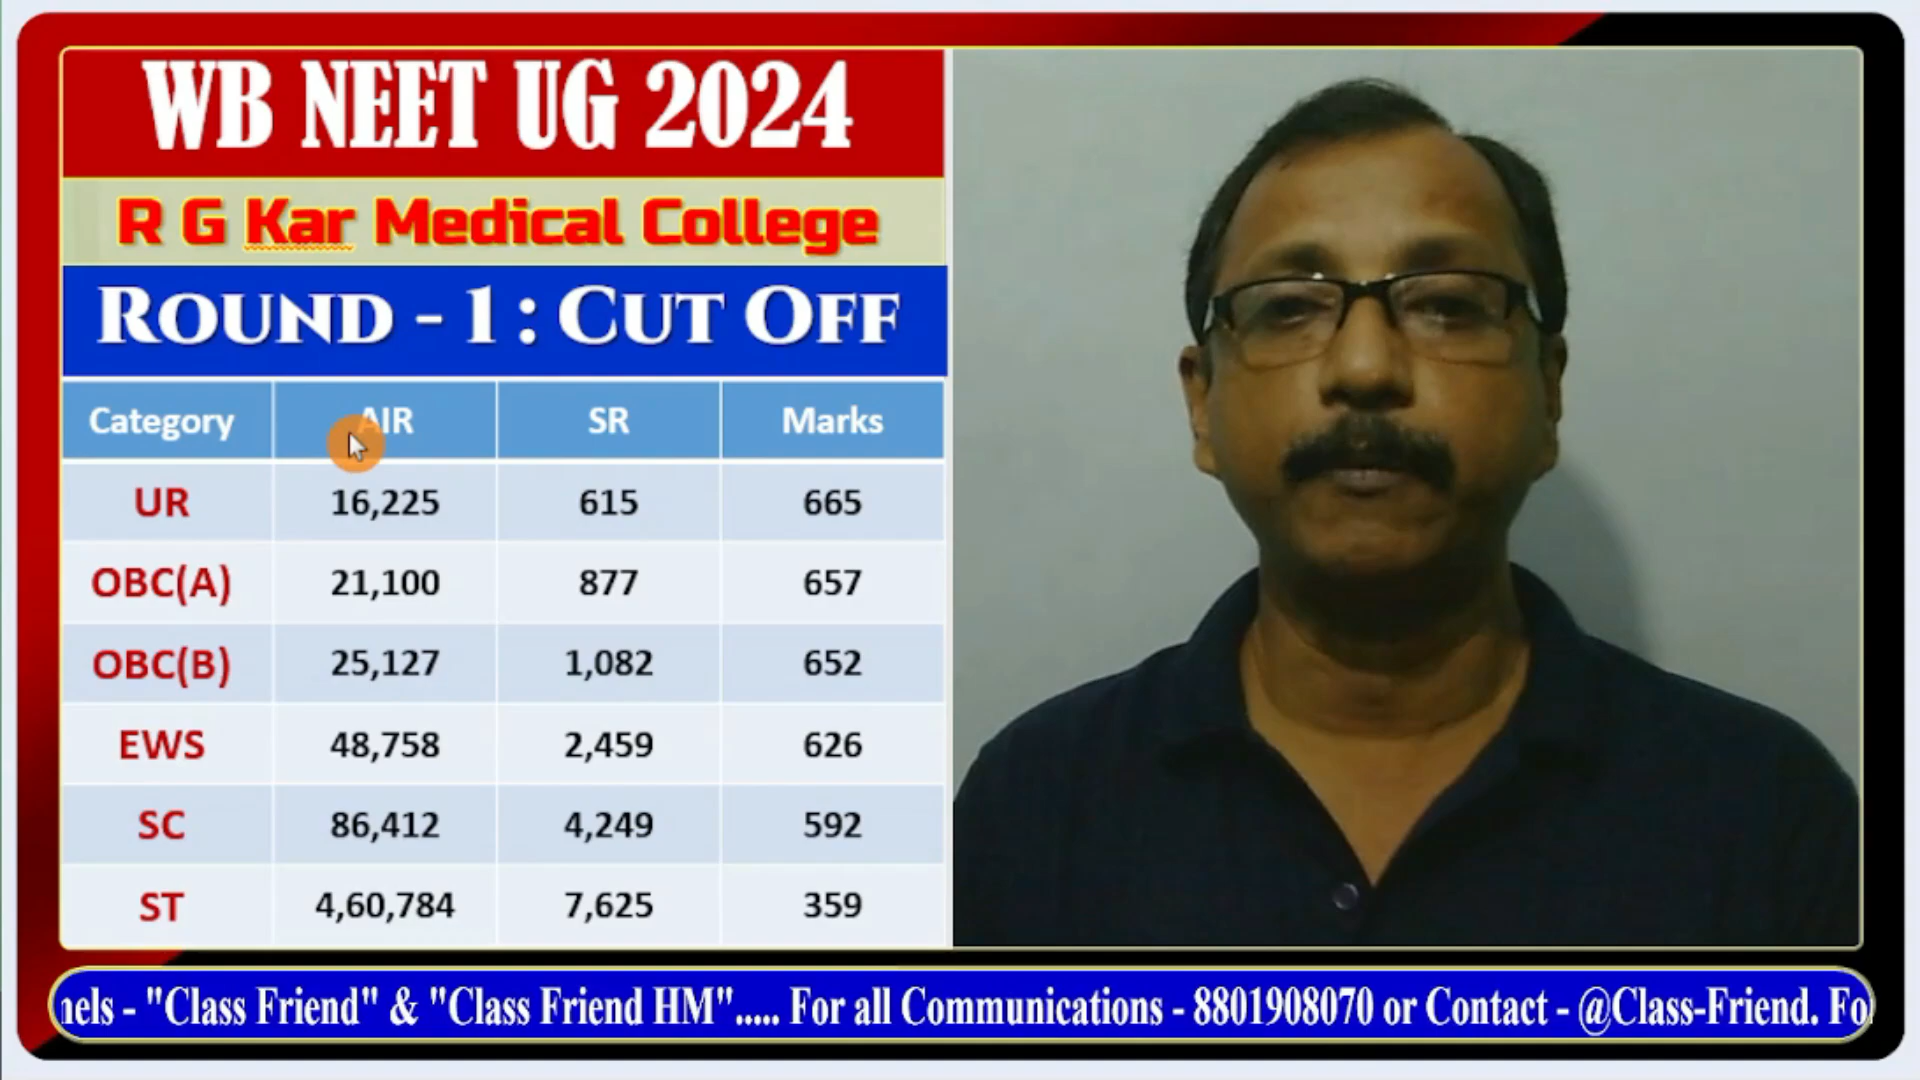 WB NEET UG 2024
R G Kar Medical College
ROUND - 1 : CUT OFF
Category AIR SR Marks
UR 16,225 615 665
OBC(A) 21,100 877 657
OBC(B) 25,127 1,082 652
EWS 48,758 2,459 626
SC 86,412 4,249 592
ST 4,60,784 7,625 359
- "Class Friend" & "Class Friend HM"..... For all Communications - 8801908070 or Contact - @Class-Friend.